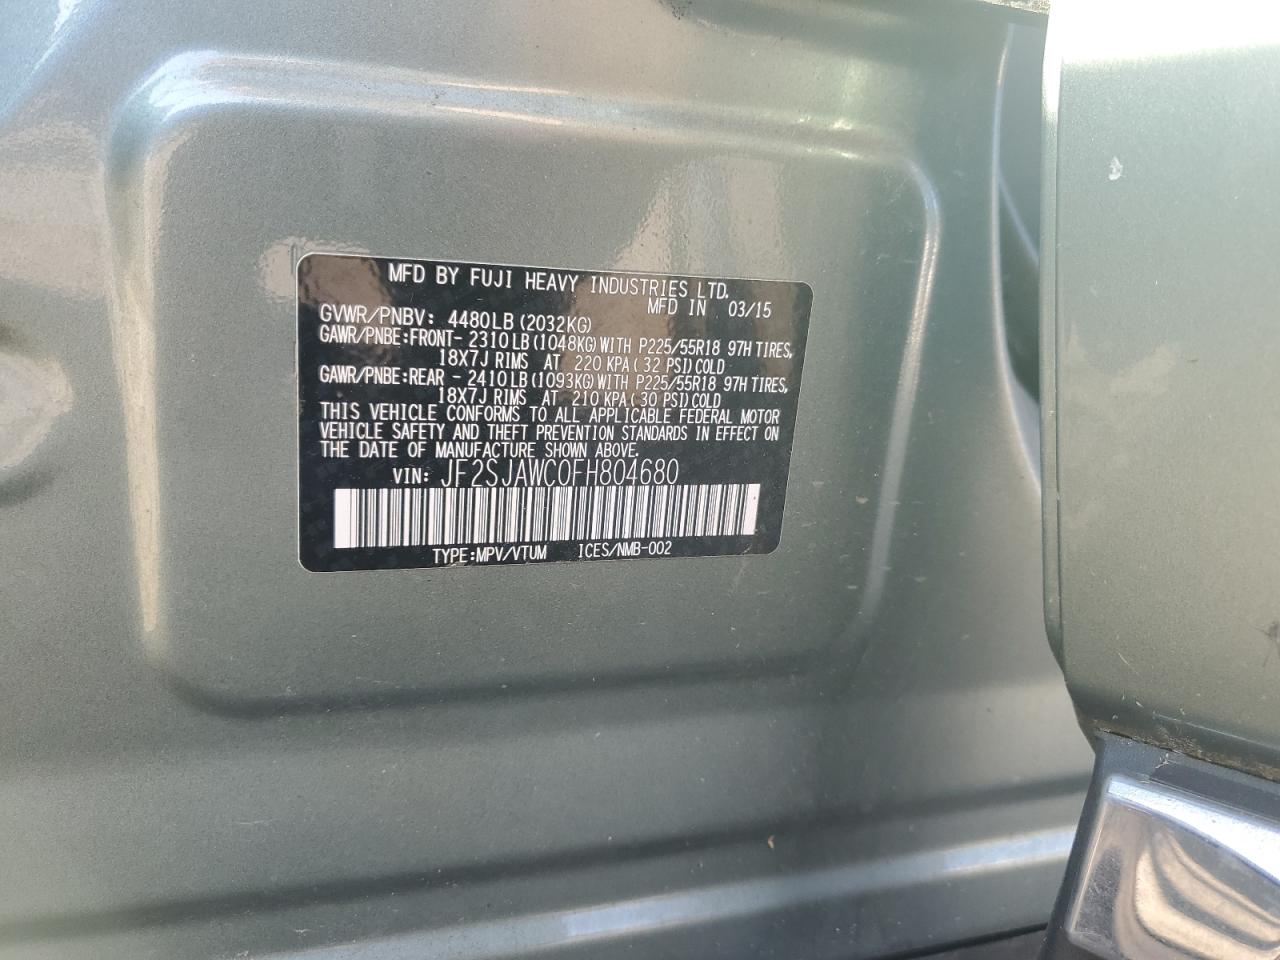 MFD BY FUJI HEAVY INDUSTRIES LTD.
MFD IN 03/15
GVWR/PNBV: 4480LB(2032KG)
GAWR/PNBE:FRONT- 2310LB(1048KG)WITH P225/55R18 97H TIRES,
18X7J RIMS AT 220 KPA( 32 PSI)COLD
GAWR/PNBE:REAR - 2410LB(1093KG)WITH P225/55R18 97H TIRES,
18X7J RIMS AT 210 KPA( 30 PSI)COLD
THIS VEHICLE CONFORMS TO ALL APPLICABLE FEDERAL MOTOR
VEHICLE SAFETY AND THEFT PREVENTION STANDARDS IN EFFECT ON
THE DATE OF MANUFACTURE SHOWN ABOVE.
VIN: JF2SJAWC0FH804680
TYPE:MPV/VTUM ICES/NMB-002